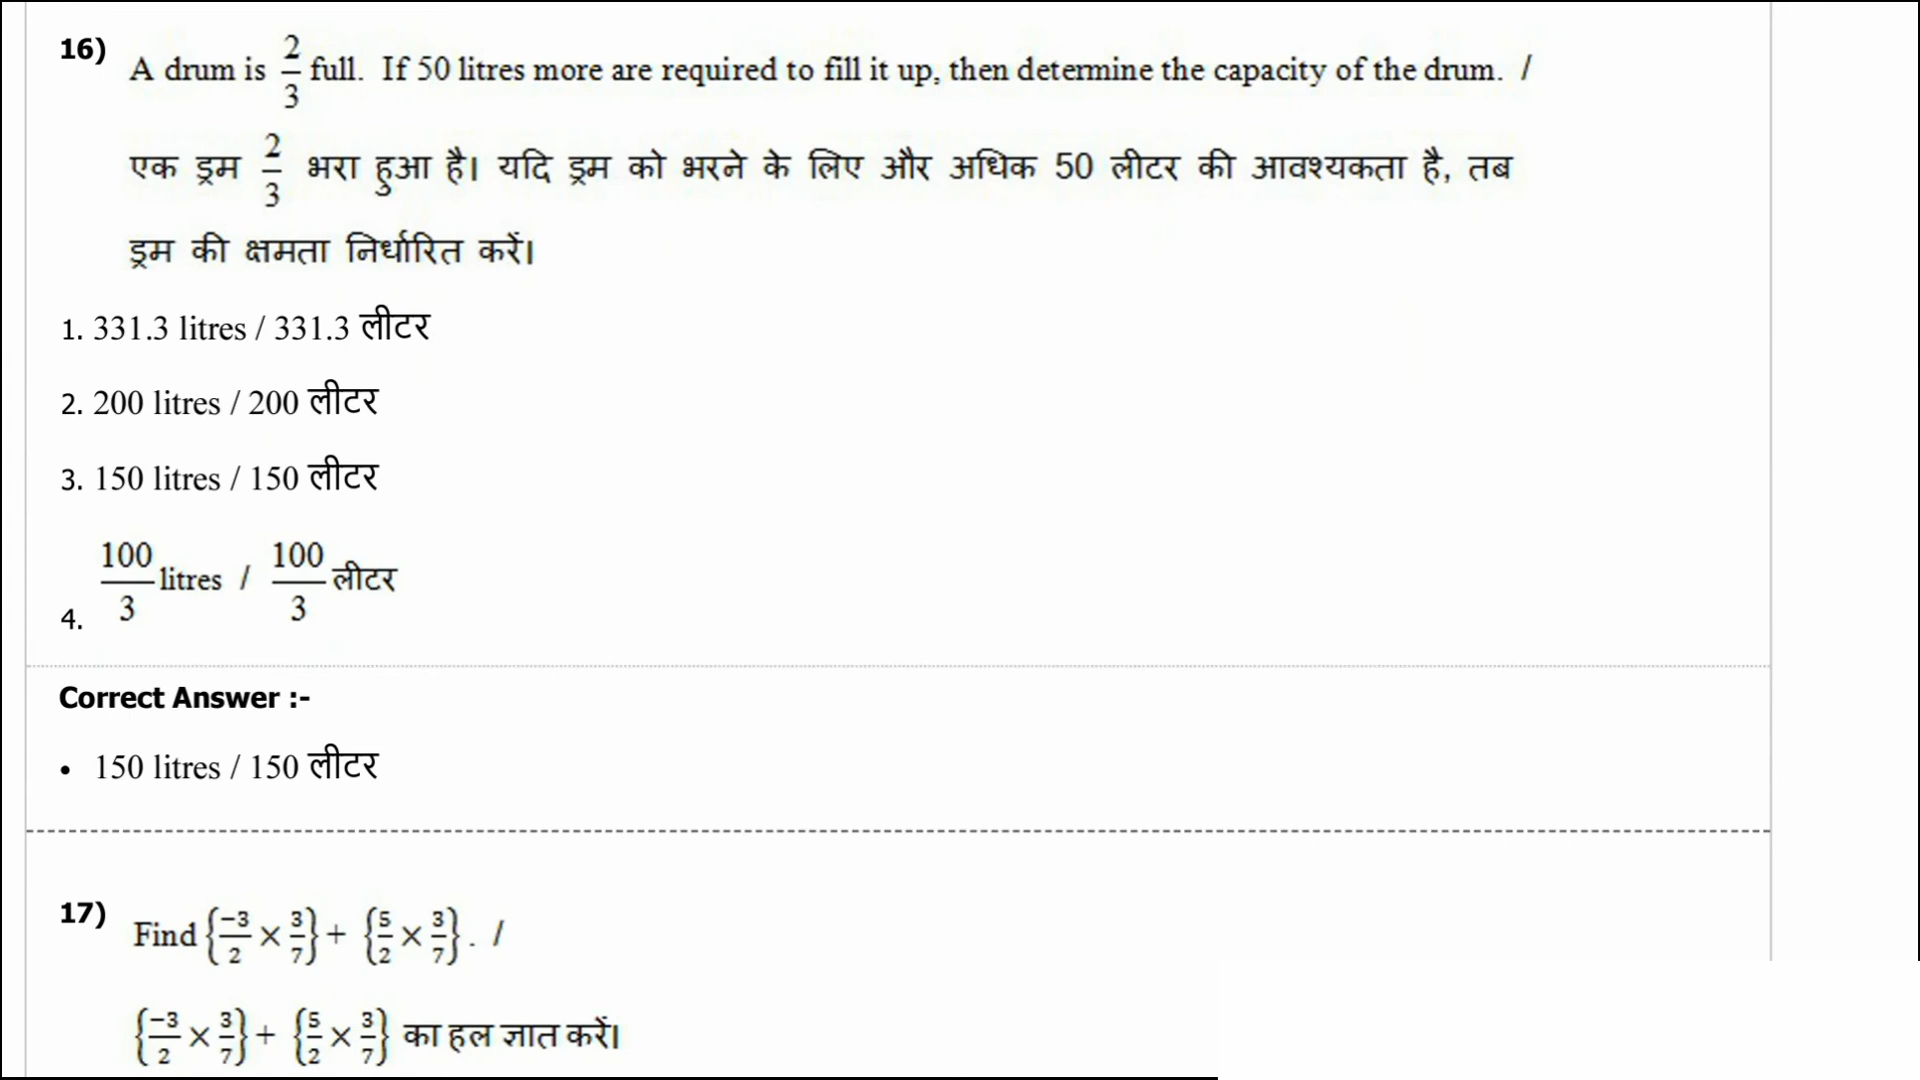 16) A drum is 2/3 full. If 50 litres more are required to fill it up, then determine the capacity of the drum. /
एक ड्रम 2/3 भरा हुआ है। यदि ड्रम को भरने के लिए और अधिक 50 लीटर की आवश्यकता है, तब
ड्रम की क्षमता निर्धारित करें।
1. 331.3 litres / 331.3 लीटर
2. 200 litres / 200 लीटर
3. 150 litres / 150 लीटर
4. 100/3 litres / 100/3 लीटर
Correct Answer :-
• 150 litres / 150 लीटर
17) Find {-3/2 × 3/7} + {5/2 × 3/7}. /
{-3/2 × 3/7} + {5/2 × 3/7} का हल ज्ञात करें।